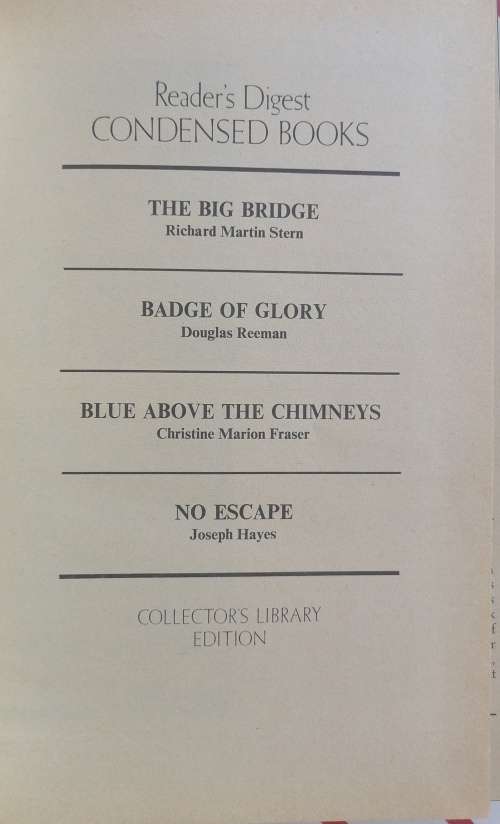 Reader's Digest
CONDENSED BOOKS
THE BIG BRIDGE
Richard Martin Stern
BADGE OF GLORY
Douglas Reeman
BLUE ABOVE THE CHIMNEYS
Christine Marion Fraser
NO ESCAPE
Joseph Hayes
COLLECTOR'S LIBRARY
EDITION